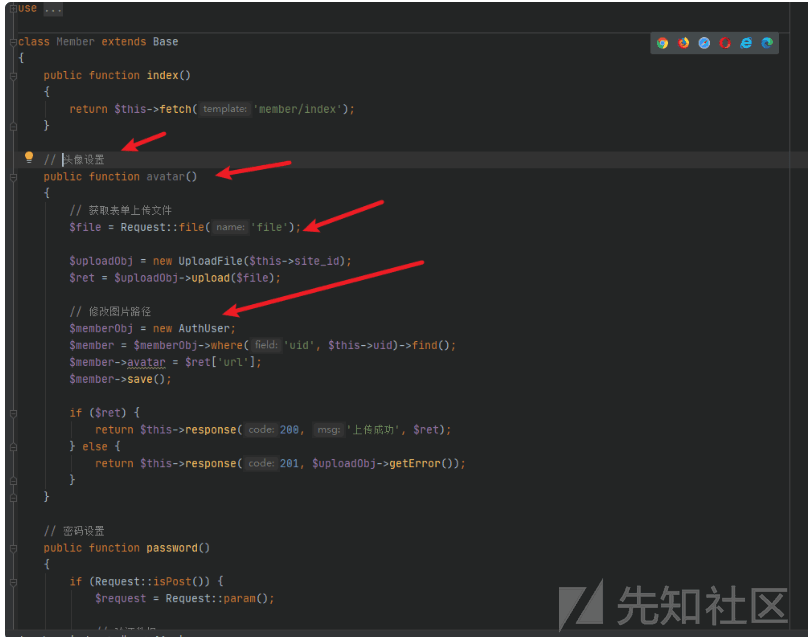 use ...
class Member extends Base
{
public function index()
{
return $this->fetch( template: 'member/index');
}
// 头像设置
public function avatar()
{
// 获取表单上传文件
$file = Request::file( name: 'file');
$uploadObj = new UploadFile($this->site_id);
$ret = $uploadObj->upload($file);
// 修改图片路径
$memberObj = new AuthUser;
$member = $memberObj->where( field: 'uid', $this->uid)->find();
$member->avatar = $ret['url'];
$member->save();
if ($ret) {
return $this->response( code: 200, msg: '上传成功', $ret);
} else {
return $this->response( code: 201, $uploadObj->getError());
}
}
// 密码设置
public function password()
{
if (Request::isPost()) {
$request = Request::param();
先知社区